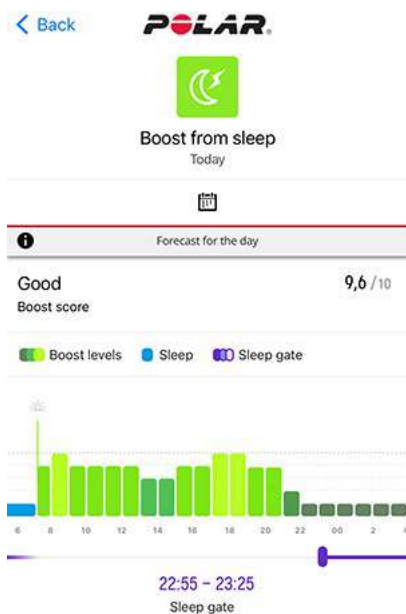 Back
POLAR®
Boost from sleep
Today
Forecast for the day
Good 9,6 /10
Boost score
Boost levels Sleep Sleep gate
6 8 10 12 14 16 18 20 22 00 2 4
22:55 – 23:25
Sleep gate